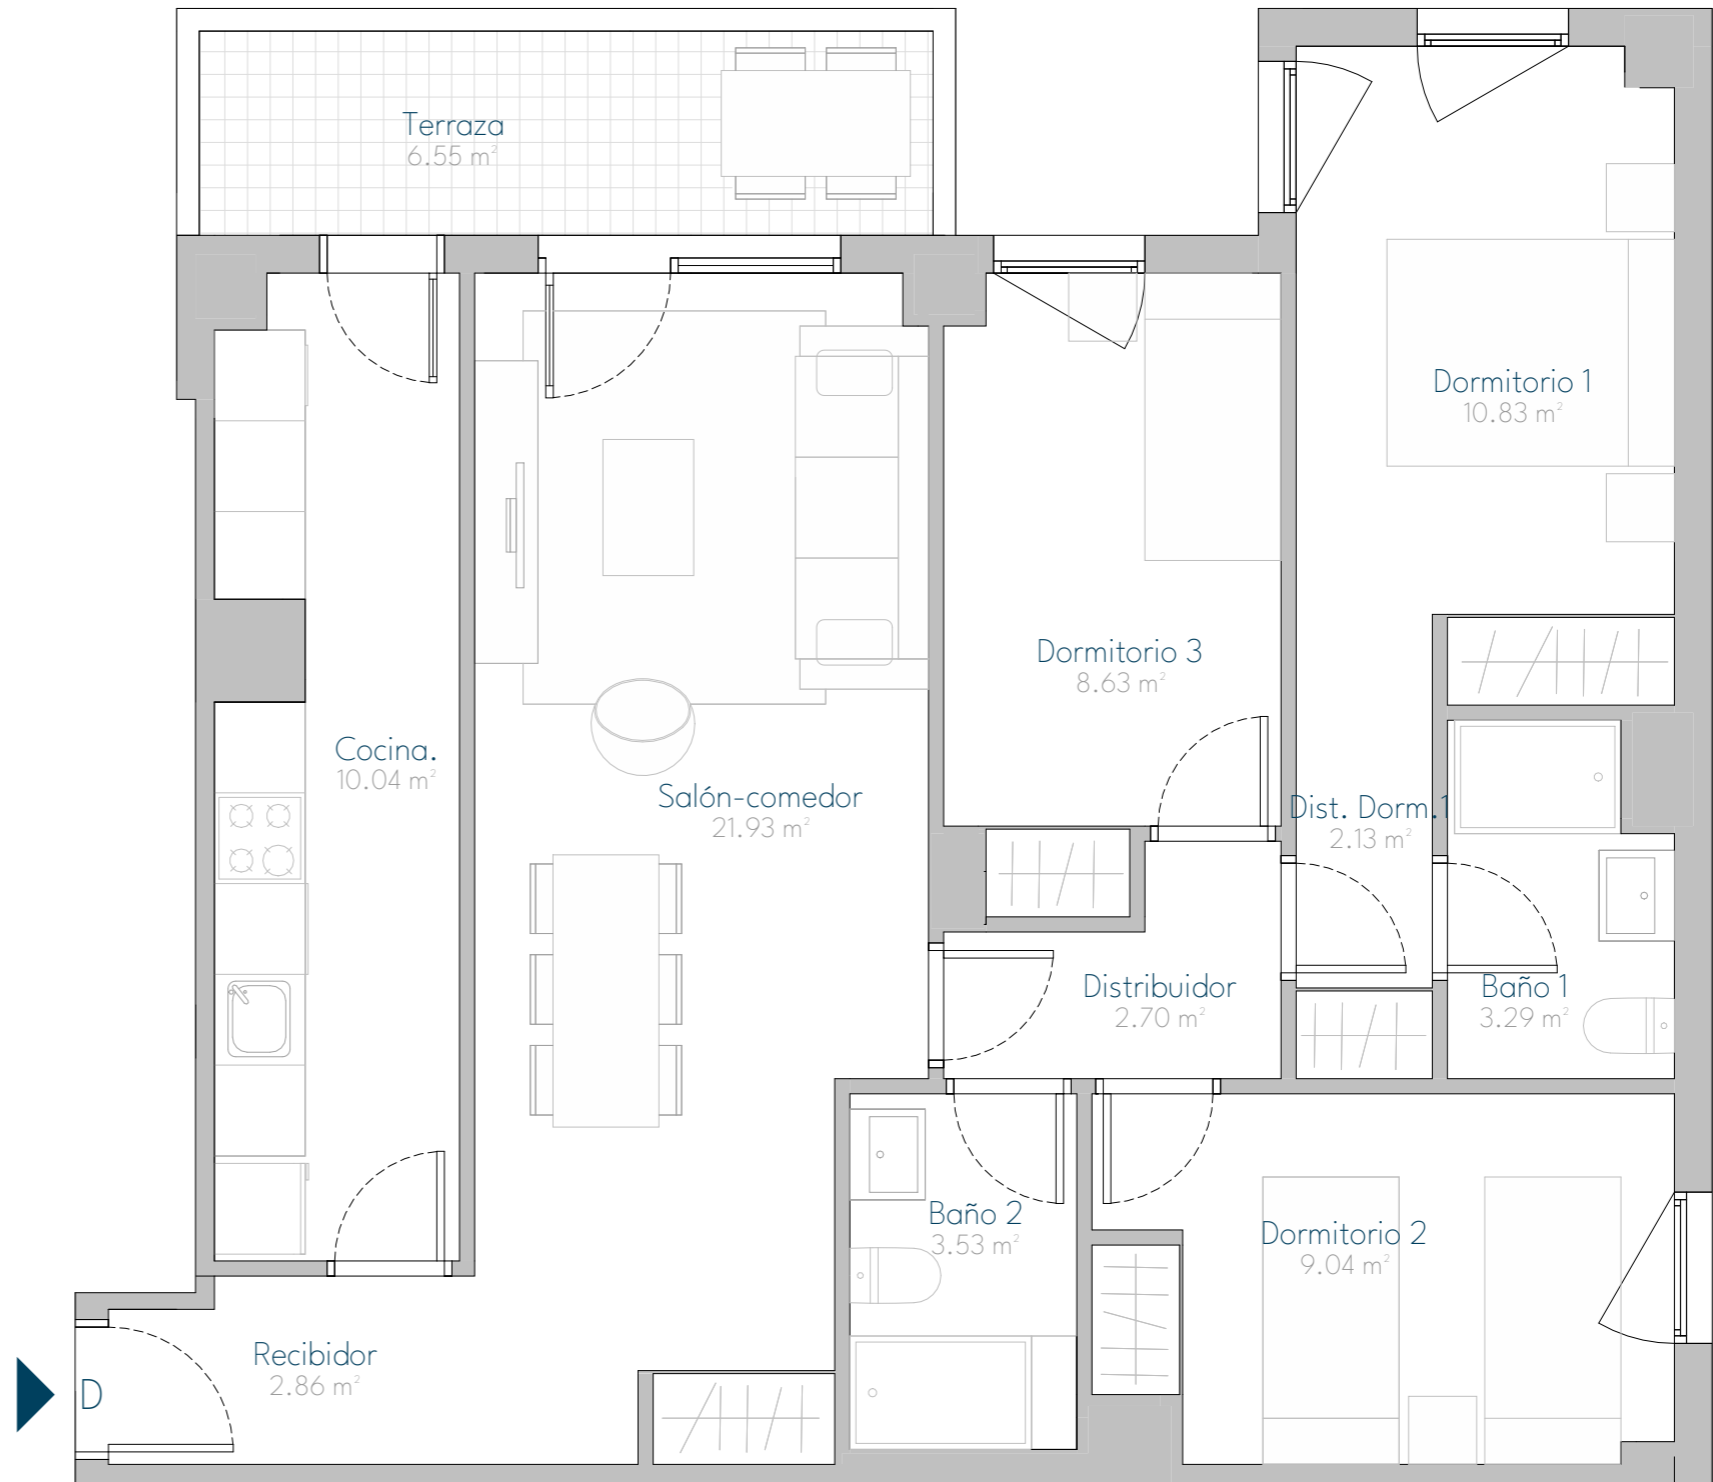 Terraza
6.55 m²
Dormitorio 1
10.83 m²
Dormitorio 3
8.63 m²
Cocina.
10.04 m²
Salón-comedor
21.93 m²
Dist. Dorm.1
2.13 m²
Distribuidor
2.70 m²
Baño 1
3.29 m²
Baño 2
3.53 m²
Dormitorio 2
9.04 m²
Recibidor
2.86 m²
D